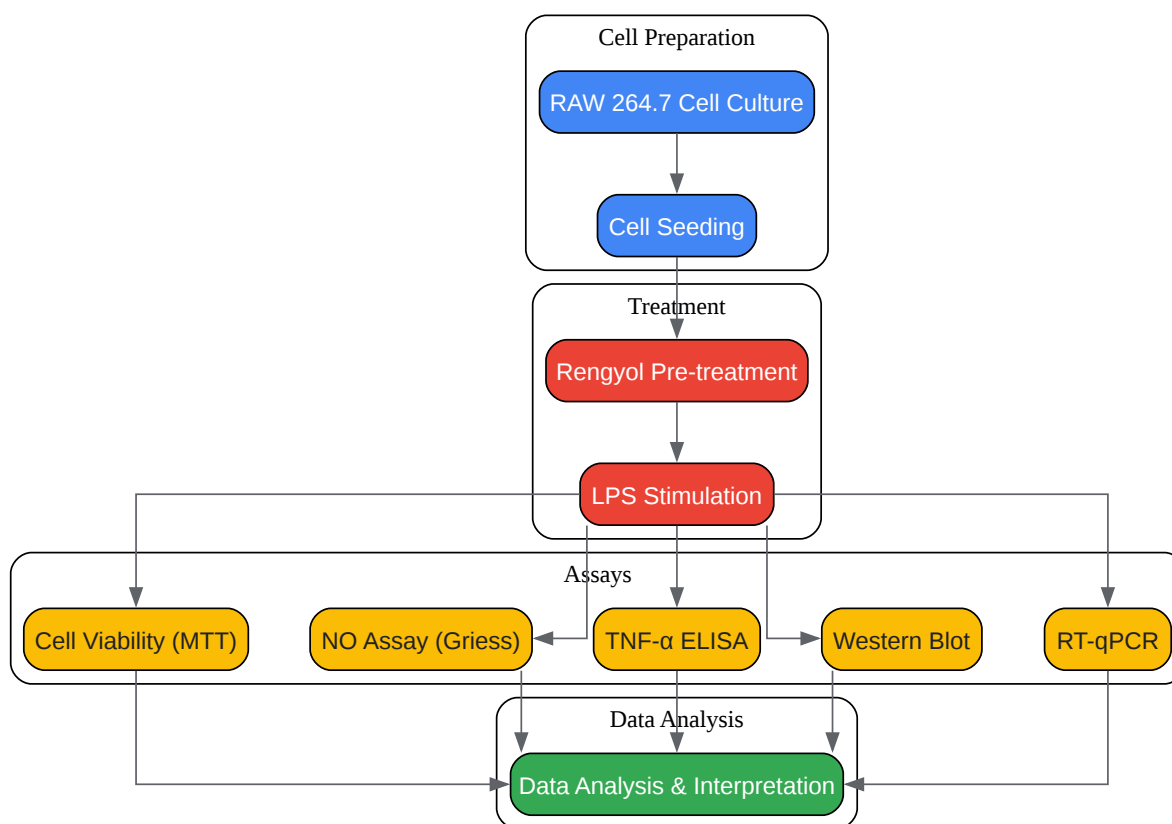 Cell Preparation
RAW 264.7 Cell Culture
Cell Seeding
Treatment
Rengyol Pre-treatment
LPS Stimulation
Assays
Cell Viability (MTT)
NO Assay (Griess)
TNF-α ELISA
Western Blot
RT-qPCR
Data Analysis
Data Analysis & Interpretation